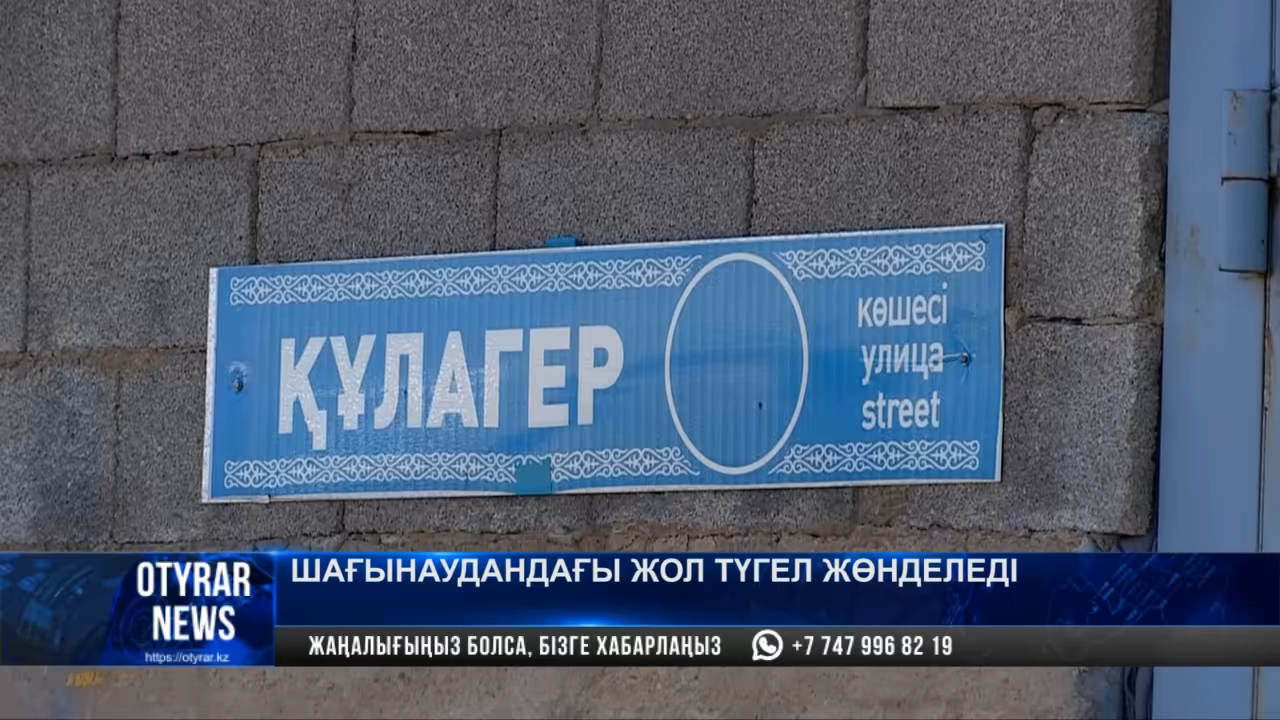 ҚҰЛАГЕР
көшесі
улица
street
OTYRAR
NEWS
https://otyrar.kz
ШАҒЫНАУДАНДАҒЫ ЖОЛ ТҮГЕЛ ЖӨНДЕЛЕДІ
ЖАҢАЛЫҒЫҢЫЗ БОЛСА, БІЗГЕ ХАБАРЛАҢЫЗ +7 747 996 82 19